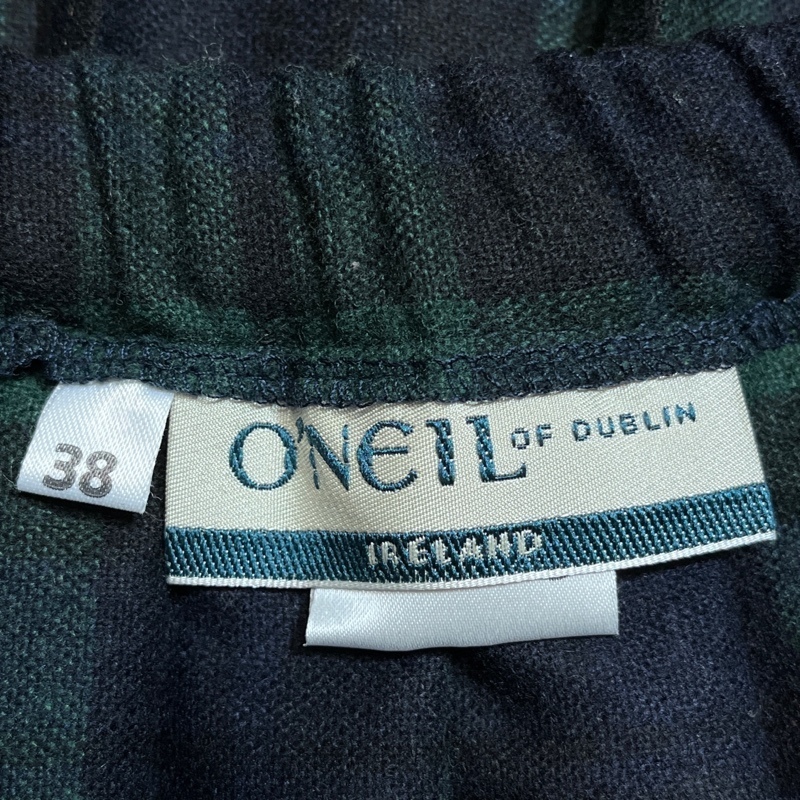 38
O'NEIL OF DUBLIN
IRELAND